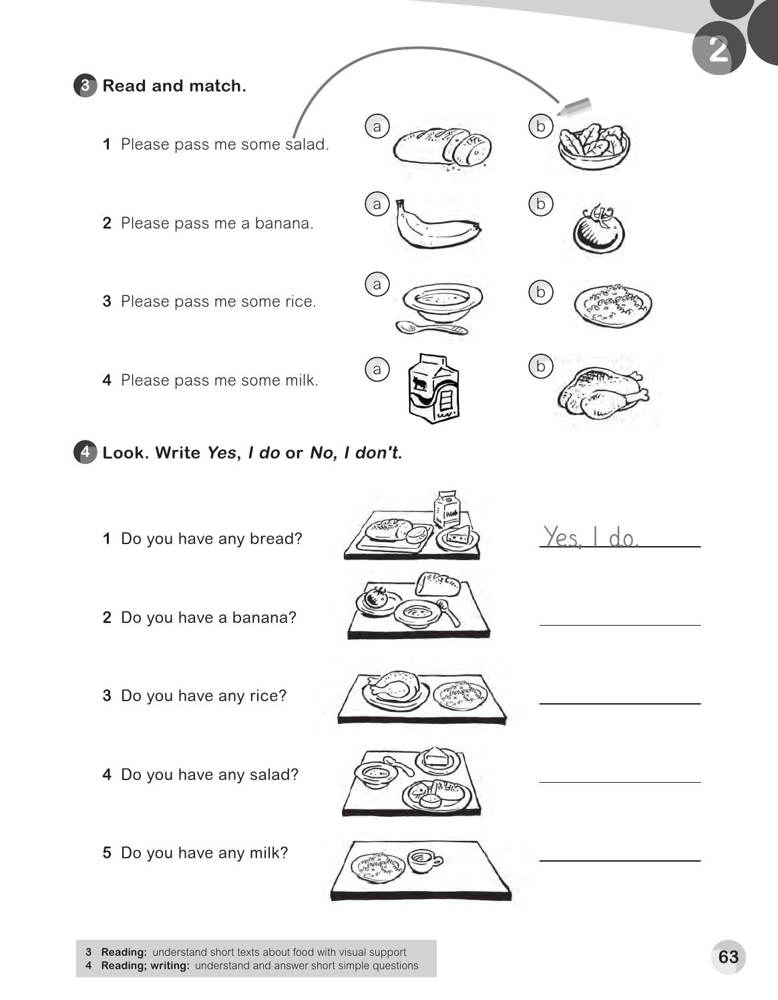 2
3 Read and match.
1 Please pass me some salad.
a
b
2 Please pass me a banana.
a
b
3 Please pass me some rice.
a
b
4 Please pass me some milk.
a
b
4 Look. Write Yes, I do or No, I don't.
1 Do you have any bread?
Yes, I do.
2 Do you have a banana?
3 Do you have any rice?
4 Do you have any salad?
5 Do you have any milk?
3 Reading: understand short texts about food with visual support
4 Reading; writing: understand and answer short simple questions
63